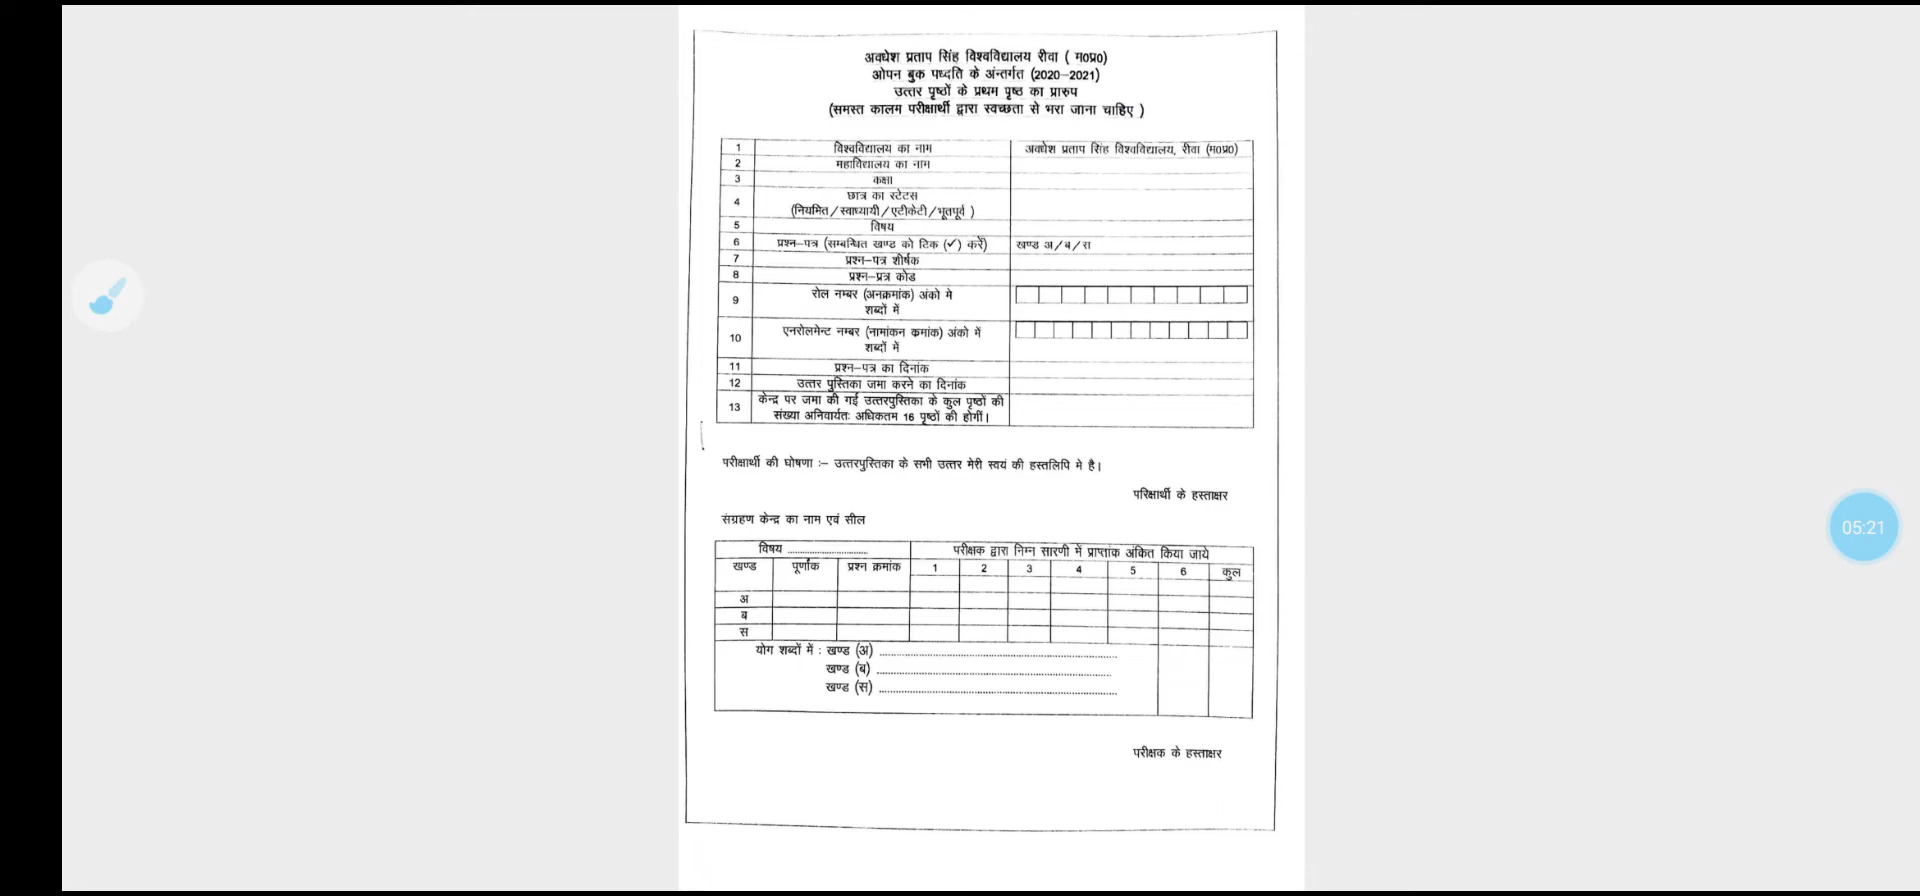 अवधेश प्रताप सिंह विश्वविद्यालय रीवा ( म0प्र0)
ओपन बुक पध्दति के अंन्तर्गत (2020–2021)
उत्तर पृष्ठों के प्रथम पृष्ठ का प्रारुप
(समस्त कालम परीक्षार्थी द्वारा स्वच्छता से भरा जाना चाहिए )
1 विश्वविद्यालय का नाम अवधेश प्रताप सिंह विश्वविद्यालय, रीवा (म0प्र0)
2 महाविद्यालय का नाम
3 कक्षा
4 छात्र का स्टेटस
(नियमित/स्वाध्यायी/एटीकेटी/भूतपूर्व )
5 विषय
6 प्रश्न–पत्र (सम्बन्धित खण्ड को टिक (✓) करें) खण्ड अ/ब/स
7 प्रश्न–पत्र शीर्षक
8 प्रश्न–प्रत्र कोड
9 रोल नम्बर (अनक्रमांक) अंको मे
शब्दों में
10 एनरोलमेन्ट नम्बर (नामांकन क्रमांक) अंको में
शब्दों में
11 प्रश्न–पत्र का दिनांक
12 उत्तर पुस्तिका जमा करने का दिनांक
13 केन्द्र पर जमा की गई उत्तरपुस्तिका के कुल पृष्ठों की
संख्या अनिवार्यतः अधिकतम 16 पृष्ठों की होगीं।
परीक्षार्थी की घोषणा :– उत्तरपुस्तिका के सभी उत्तर मेरी स्वयं की हस्तलिपि मे है।
परिक्षार्थी के हस्ताक्षर
संग्रहण केन्द्र का नाम एवं सील
विषय ............................ परीक्षक द्वारा निम्न सारणी में प्राप्तांक अंकित किया जाये
खण्ड पूर्णांक प्रश्न क्रमांक 1 2 3 4 5 6 कुल
अ
ब
स
योग शब्दों में : खण्ड (अ) ............................
खण्ड (ब) ............................
खण्ड (स) ............................
परीक्षक के हस्ताक्षर
05:21